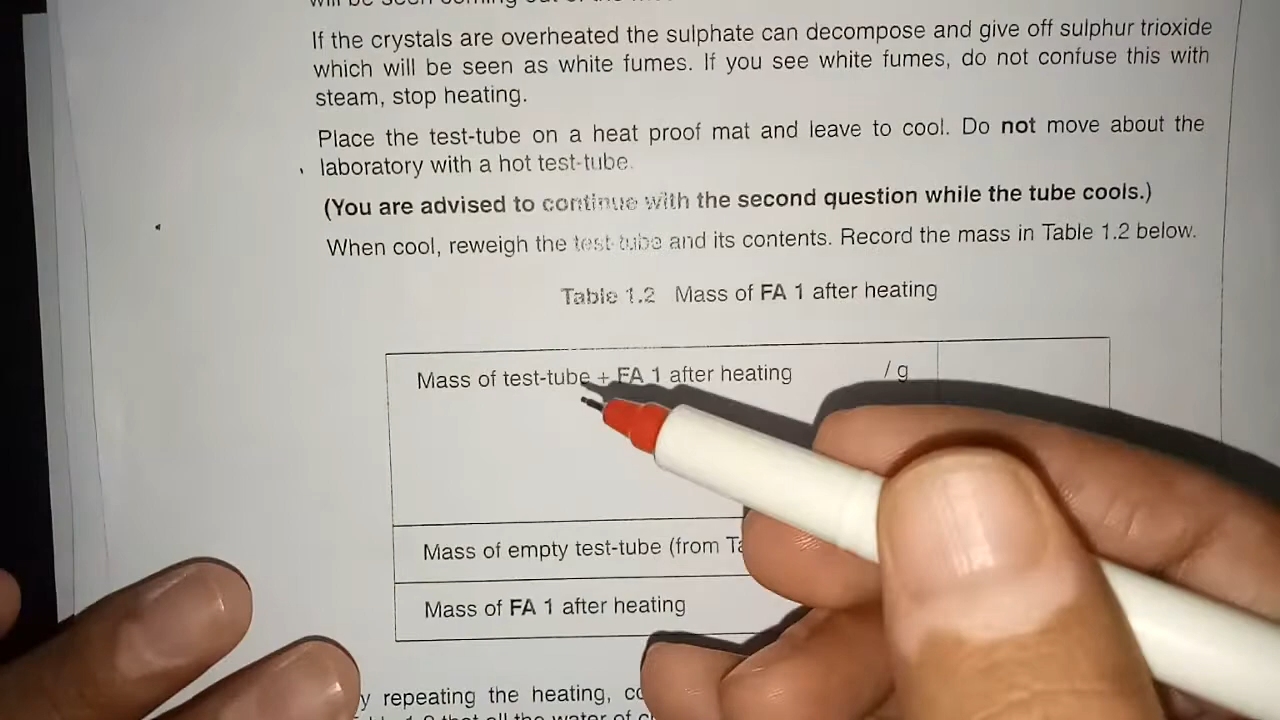 If the crystals are overheated the sulphate can decompose and give off sulphur trioxide
which will be seen as white fumes. If you see white fumes, do not confuse this with
steam, stop heating.
Place the test-tube on a heat proof mat and leave to cool. Do not move about the
laboratory with a hot test-tube.
(You are advised to continue with the second question while the tube cools.)
When cool, reweigh the test-tube and its contents. Record the mass in Table 1.2 below.
Table 1.2 Mass of FA 1 after heating
Mass of test-tube + FA 1 after heating / g
Mass of empty test-tube (from
Mass of FA 1 after heating
repeating the heating,
that all the water of